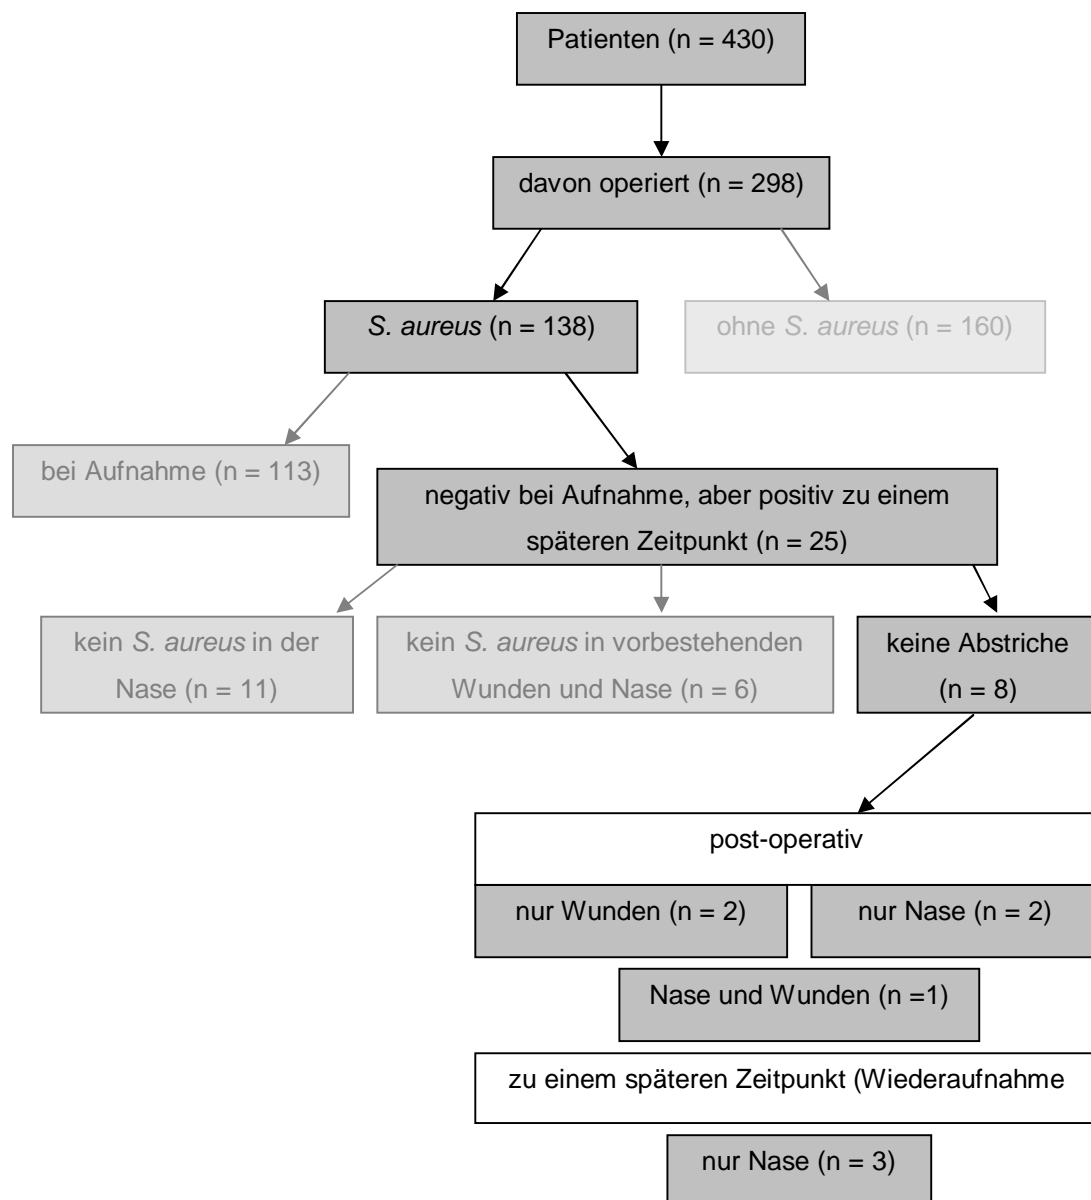 Patienten (n = 430)
davon operiert (n = 298)
S. aureus (n = 138)
ohne S. aureus (n = 160)
bei Aufnahme (n = 113)
negativ bei Aufnahme, aber positiv zu einem
späteren Zeitpunkt (n = 25)
kein S. aureus in der
Nase (n = 11)
kein S. aureus in vorbestehenden
Wunden und Nase (n = 6)
keine Abstriche
(n = 8)
post-operativ
nur Wunden (n = 2)
nur Nase (n = 2)
Nase und Wunden (n =1)
zu einem späteren Zeitpunkt (Wiederaufnahme
nur Nase (n = 3)